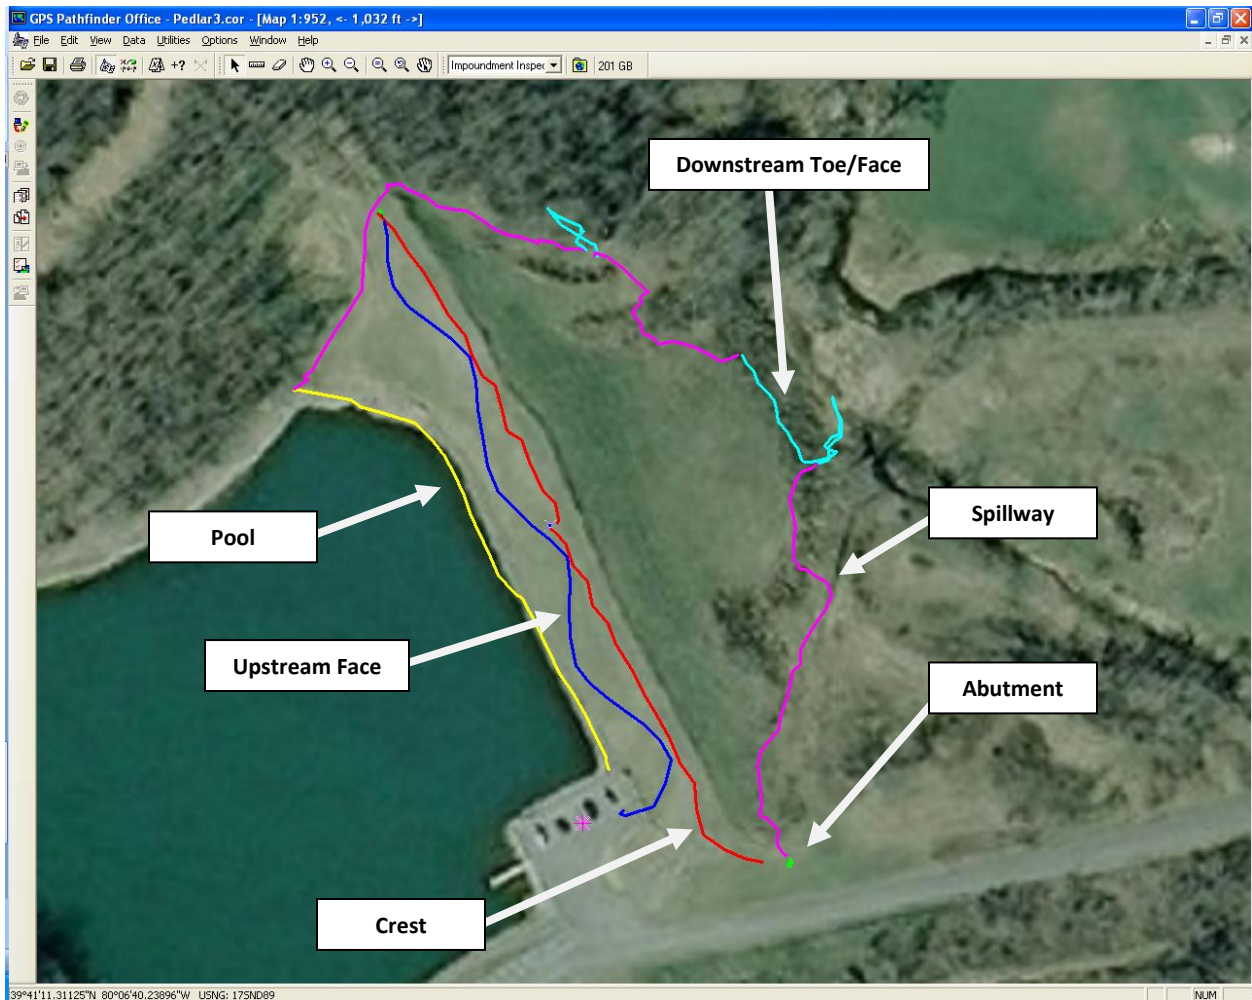 GPS Pathfinder Office - Pedlar3.cor - [Map 1:952, <- 1,032 ft ->]
File Edit View Data Utilities Options Window Help
Impoundment Inspec 201 GB
Downstream Toe/Face
Spillway
Pool
Upstream Face
Abutment
Crest
39°41'11.31125"N 80°06'40.23896"W USNG: 17SND89 NUM